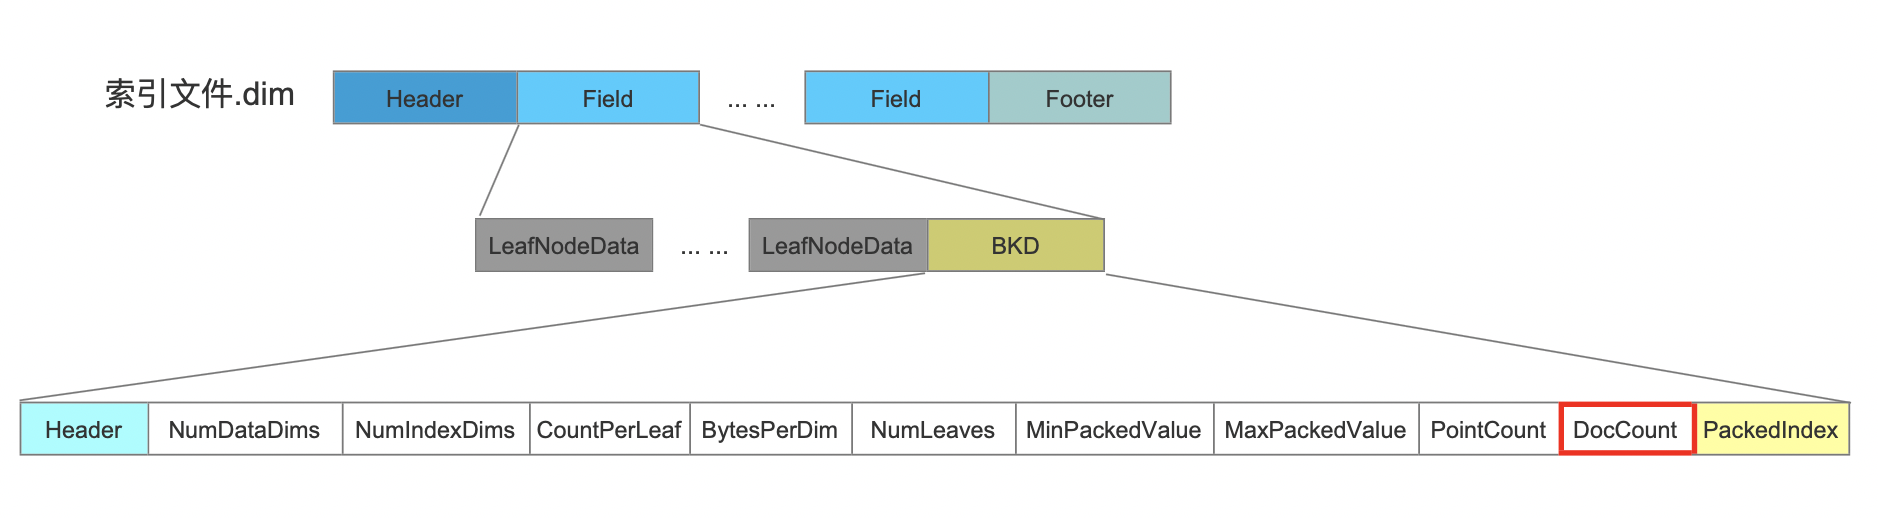 索引文件.dim Header Field ... ... Field Footer
LeafNodeData ... ... LeafNodeData BKD
Header NumDataDims NumIndexDims CountPerLeaf BytesPerDim NumLeaves MinPackedValue MaxPackedValue PointCount DocCount PackedIndex